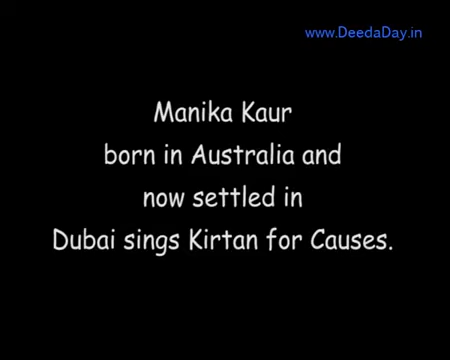 www.DeedaDay.in
Manika Kaur
born in Australia and
now settled in
Dubai sings Kirtan for Causes.